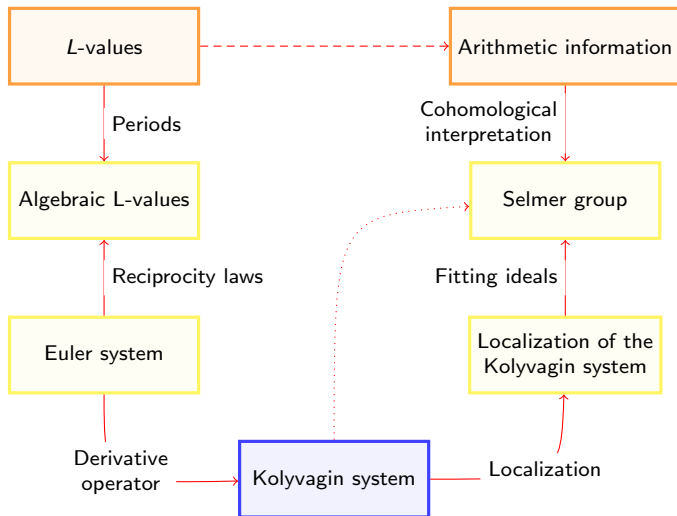 L-values
Arithmetic information
Periods
Cohomological
interpretation
Algebraic L-values
Selmer group
Reciprocity laws
Fitting ideals
Euler system
Localization of the
Kolyvagin system
Derivative
operator
Kolyvagin system
Localization